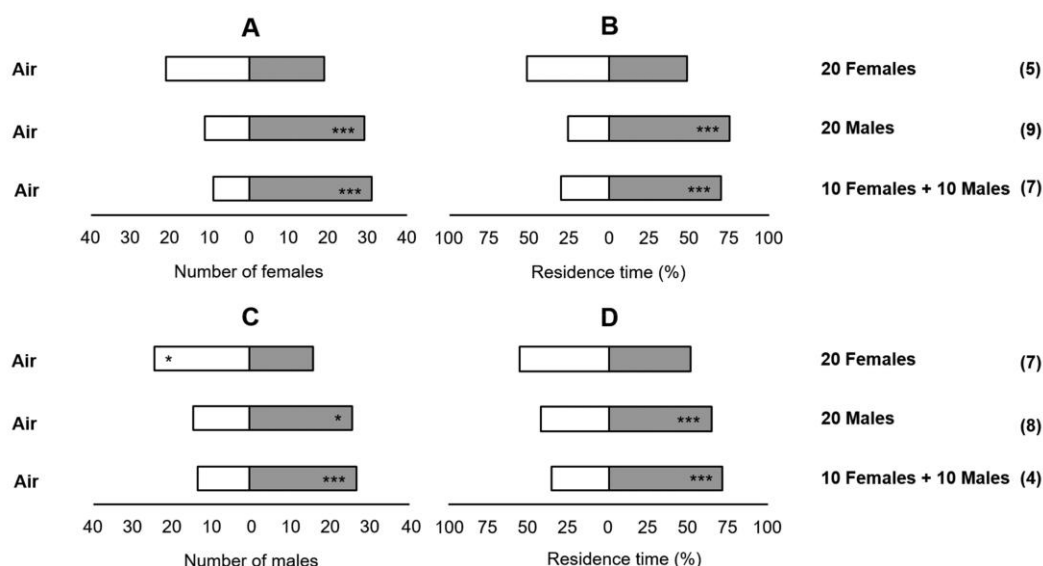 A B
Air 20 Females (5)
Air *** *** 20 Males (9)
Air *** *** 10 Females + 10 Males (7)
40 30 20 10 0 10 20 30 40 100 75 50 25 0 25 50 75 100
Number of females Residence time (%)
C D
Air * 20 Females (7)
Air * *** 20 Males (8)
Air *** *** 10 Females + 10 Males (4)
40 30 20 10 0 10 20 30 40 100 75 50 25 0 25 50 75 100
Number of males Residence time (%)